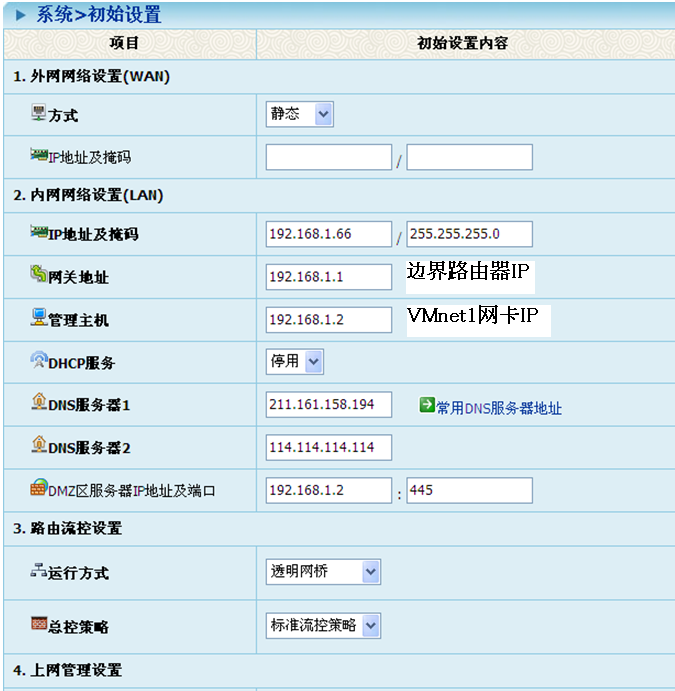 系统>初始设置
项目 初始设置内容
1. 外网网络设置(WAN)
方式 静态
IP地址及掩码 /
2. 内网网络设置(LAN)
IP地址及掩码 192.168.1.66 / 255.255.255.0
网关地址 192.168.1.1 边界路由器IP
管理主机 192.168.1.2 VMnet1网卡IP
DHCP服务 停用
DNS服务器1 211.161.158.194 常用DNS服务器地址
DNS服务器2 114.114.114.114
DMZ区服务器IP地址及端口 192.168.1.2 : 445
3. 路由流控设置
运行方式 透明网桥
总控策略 标准流控策略
4. 上网管理设置